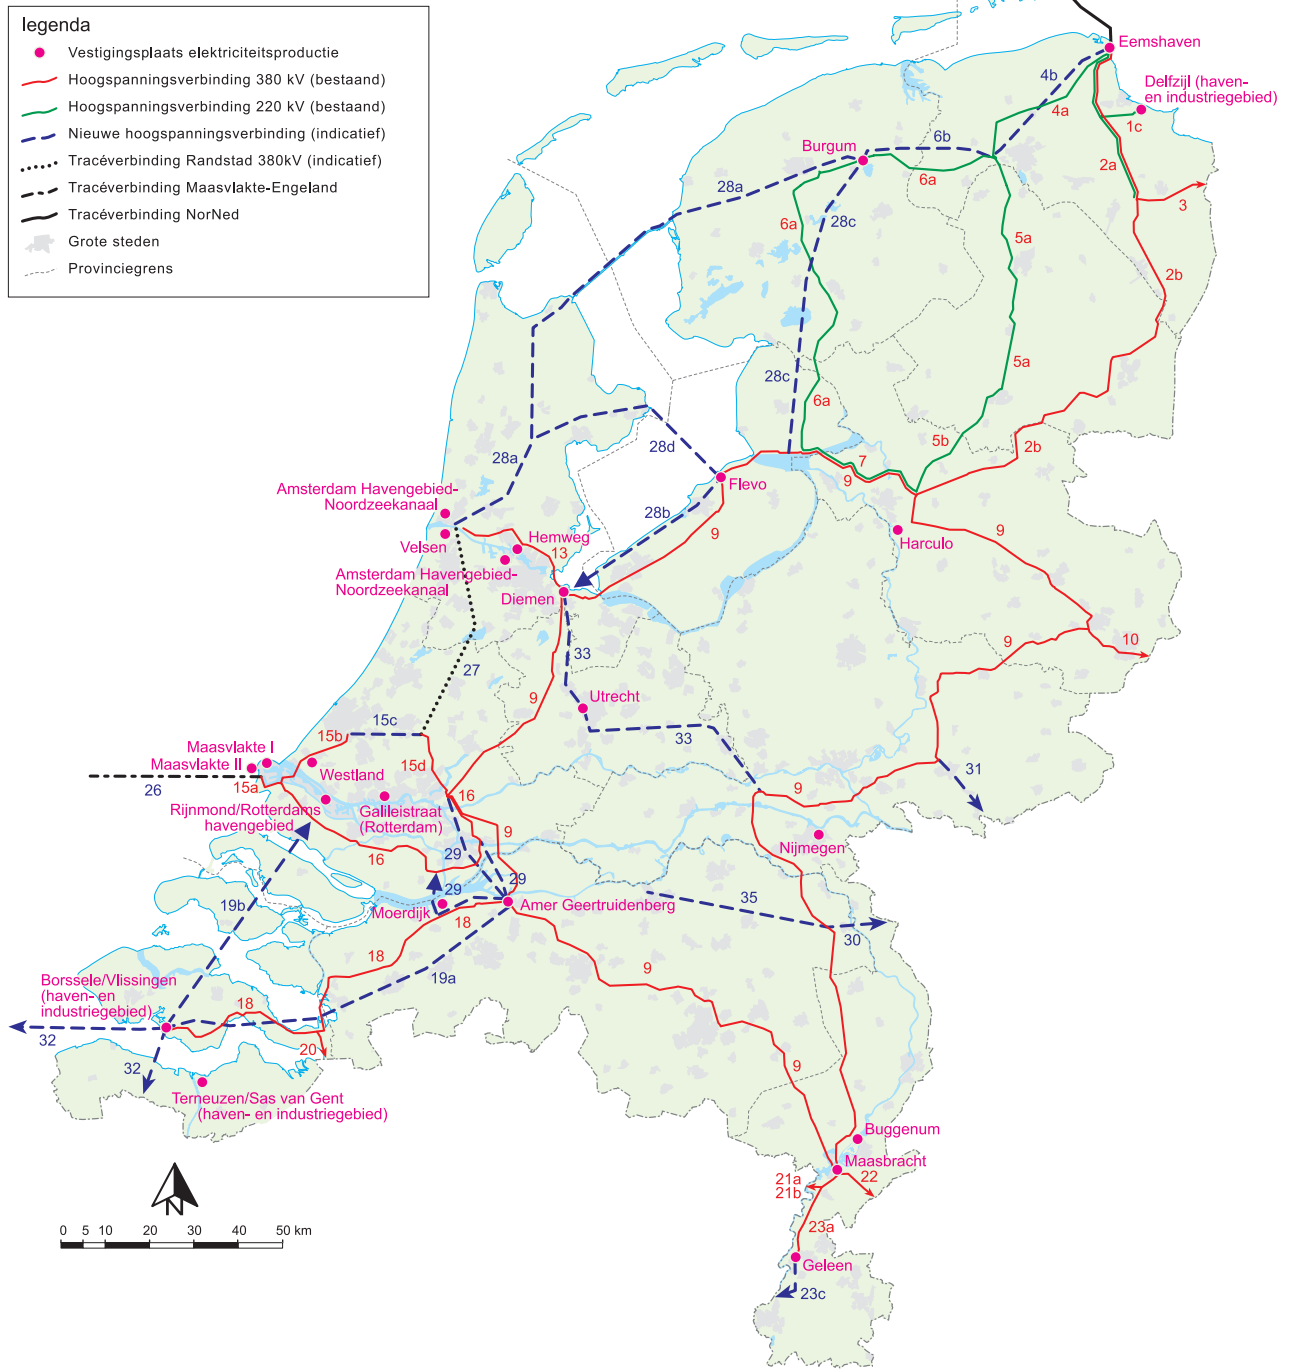 legenda
Vestigingsplaats elektriciteitsproductie
Hoogspanningsverbinding 380 kV (bestaand)
Hoogspanningsverbinding 220 kV (bestaand)
Nieuwe hoogspanningsverbinding (indicatief)
Tracéverbinding Randstad 380kV (indicatief)
Tracéverbinding Maasvlakte-Engeland
Tracéverbinding NorNed
Grote steden
Provinciegrens
Eemshaven
4b
Delfzijl (haven-
en industriegebied)
4a
1c
6b
Burgum
2a
6a
28a
3
6a
28c
5a
2b
5a
28c
6a
5b
2b
28d
28a
7
9
Flevo
Amsterdam Havengebied-
Noordzeekanaal
28b
9
9
Velsen
Hemweg
13
Harculo
Amsterdam Havengebied-
Noordzeekanaal
Diemen
9
10
33
27
9
Utrecht
15c
15b
33
Maasvlakte I
Maasvlakte II
15d
Westland
31
26
15a
9
16
Rijnmond/Rotterdams
havengebied
Galileistraat
(Rotterdam)
9
Nijmegen
16
29
29
29
35
19b
Moerdijk
Amer Geertruidenberg
18
30
18
9
19a
Borssele/Vlissingen
(haven- en
industriegebied)
18
32
20
32
9
Terneuzen/Sas van Gent
(haven- en industriegebied)
Buggenum
Maasbracht
21a
22
21b
23a
0 5 10 20 30 40 50 km
N
Geleen
23c